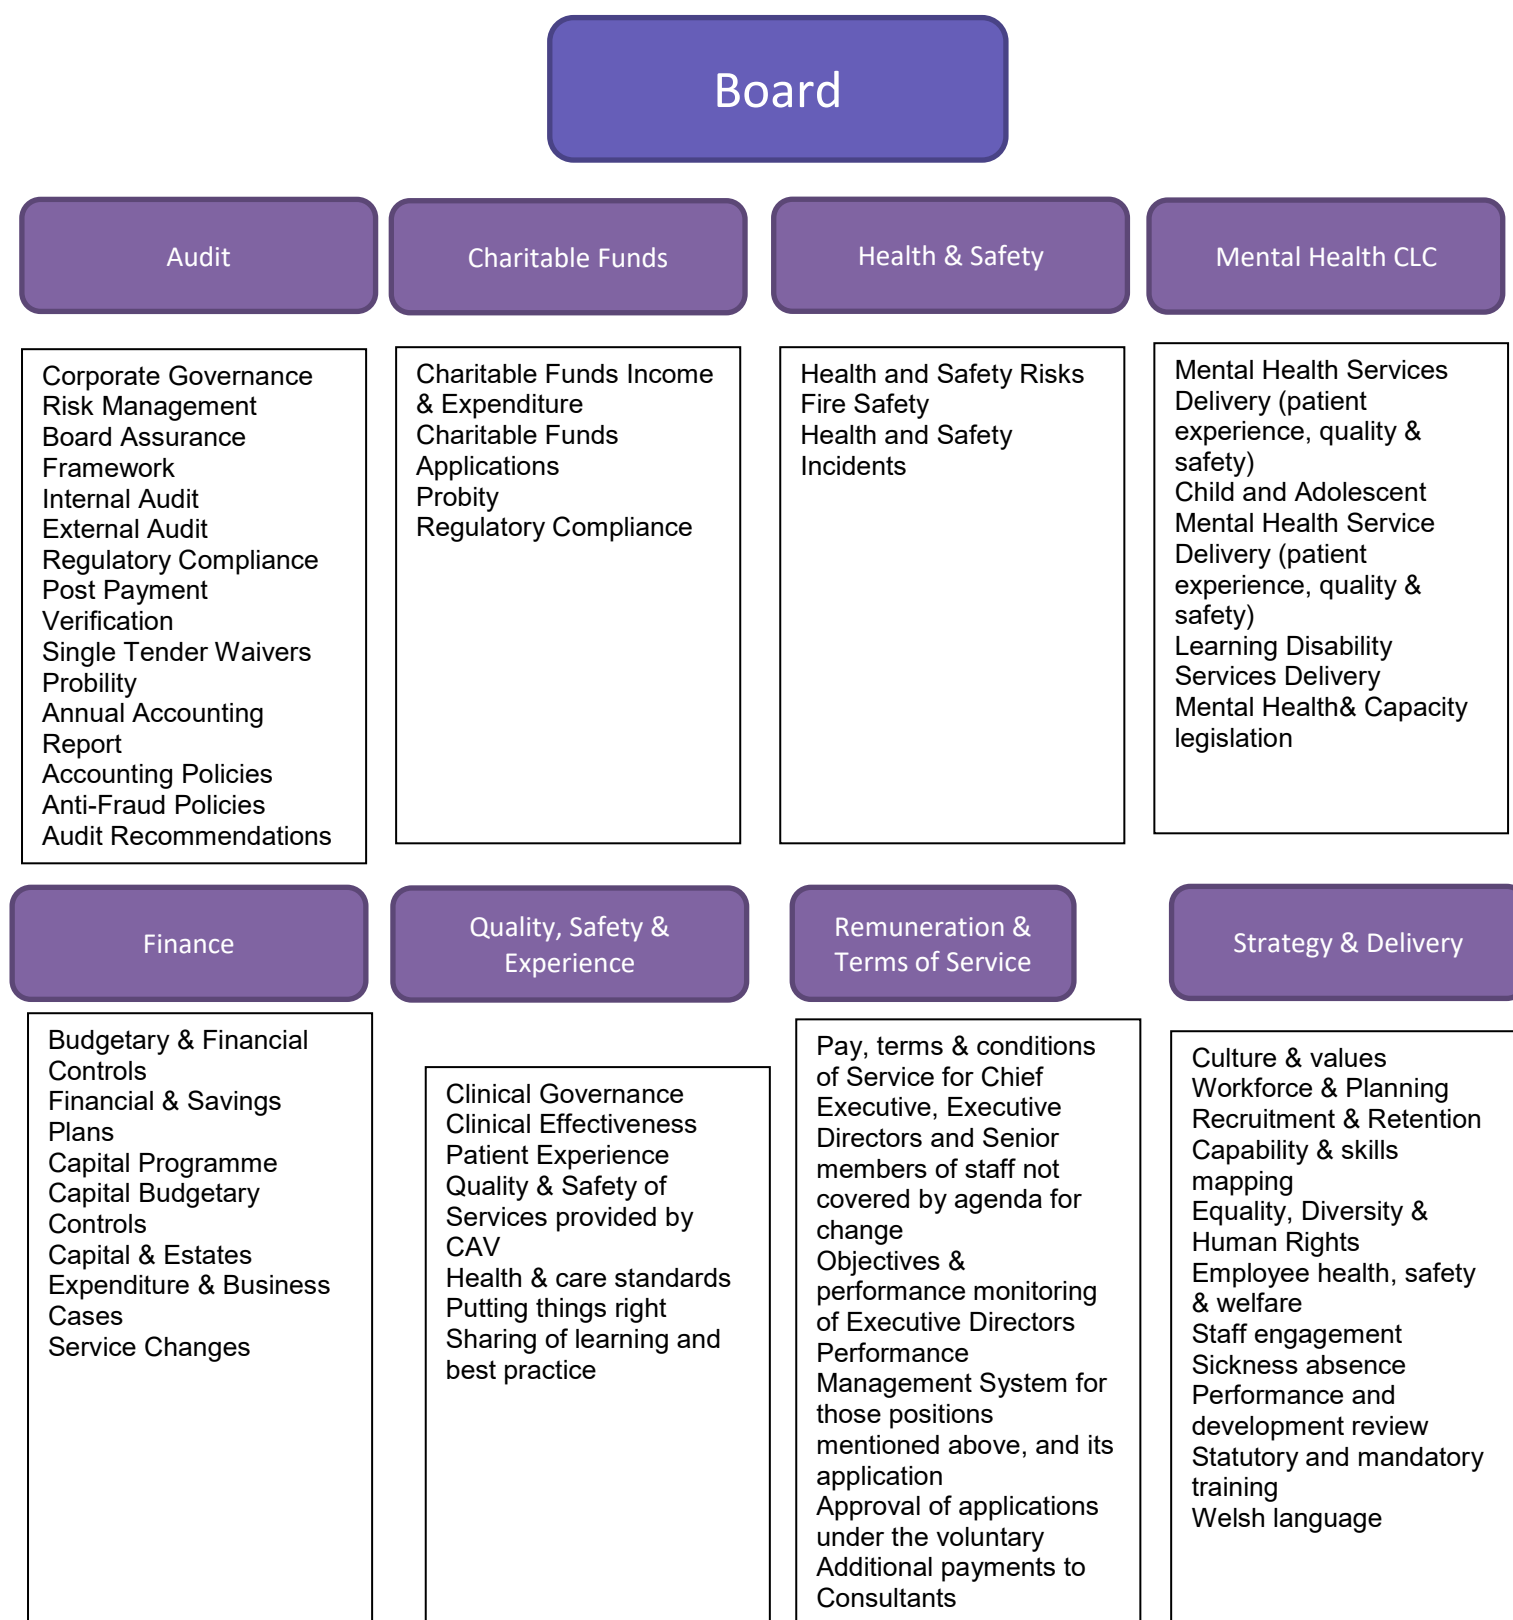 Board
Audit
Charitable Funds
Health & Safety
Mental Health CLC
Corporate Governance
Risk Management
Board Assurance
Framework
Internal Audit
External Audit
Regulatory Compliance
Post Payment
Verification
Single Tender Waivers
Probility
Annual Accounting
Report
Accounting Policies
Anti-Fraud Policies
Audit Recommendations
Charitable Funds Income
& Expenditure
Charitable Funds
Applications
Probity
Regulatory Compliance
Health and Safety Risks
Fire Safety
Health and Safety
Incidents
Mental Health Services
Delivery (patient
experience, quality &
safety)
Child and Adolescent
Mental Health Service
Delivery (patient
experience, quality &
safety)
Learning Disability
Services Delivery
Mental Health& Capacity
legislation
Finance
Quality, Safety &
Experience
Remuneration &
Terms of Service
Strategy & Delivery
Budgetary & Financial
Controls
Financial & Savings
Plans
Capital Programme
Capital Budgetary
Controls
Capital & Estates
Expenditure & Business
Cases
Service Changes
Clinical Governance
Clinical Effectiveness
Patient Experience
Quality & Safety of
Services provided by
CAV
Health & care standards
Putting things right
Sharing of learning and
best practice
Pay, terms & conditions
of Service for Chief
Executive, Executive
Directors and Senior
members of staff not
covered by agenda for
change
Objectives &
performance monitoring
of Executive Directors
Performance
Management System for
those positions
mentioned above, and its
application
Approval of applications
under the voluntary
Additional payments to
Consultants
Culture & values
Workforce & Planning
Recruitment & Retention
Capability & skills
mapping
Equality, Diversity &
Human Rights
Employee health, safety
& welfare
Staff engagement
Sickness absence
Performance and
development review
Statutory and mandatory
training
Welsh language